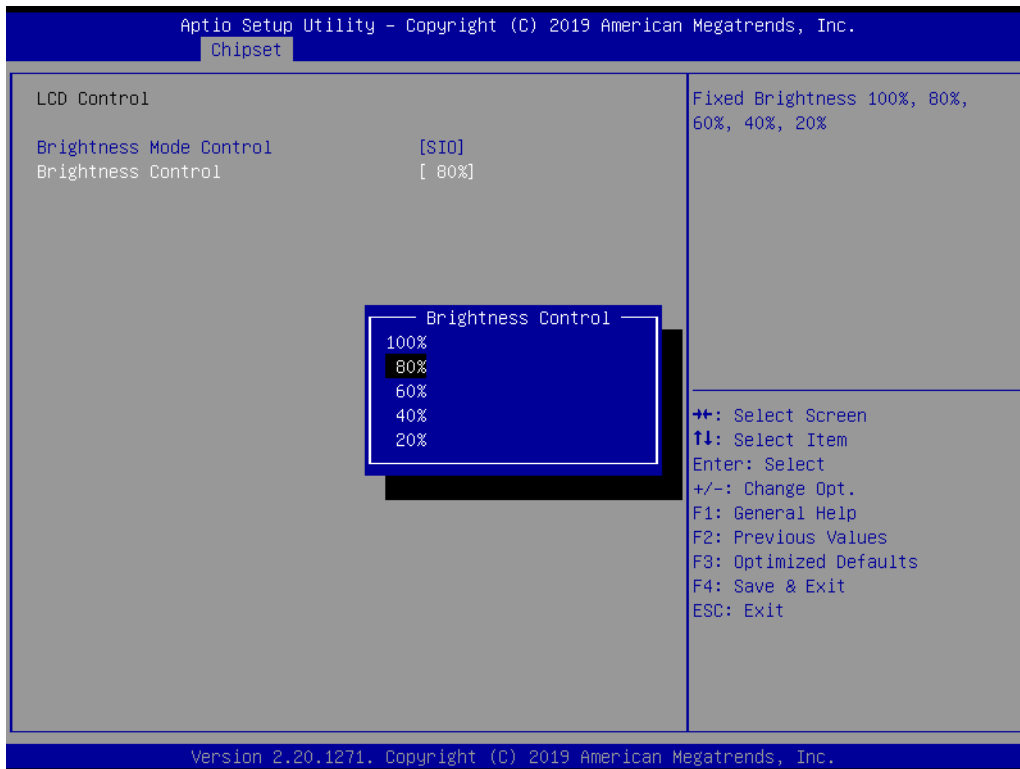 Aptio Setup Utility – Copyright (C) 2019 American Megatrends, Inc.
Chipset
LCD Control
Brightness Mode Control [SIO]
Brightness Control [ 80%]
Brightness Control
100%
80%
60%
40%
20%
Fixed Brightness 100%, 80%,
60%, 40%, 20%
→←: Select Screen
↑↓: Select Item
Enter: Select
+/-: Change Opt.
F1: General Help
F2: Previous Values
F3: Optimized Defaults
F4: Save & Exit
ESC: Exit
Version 2.20.1271. Copyright (C) 2019 American Megatrends, Inc.